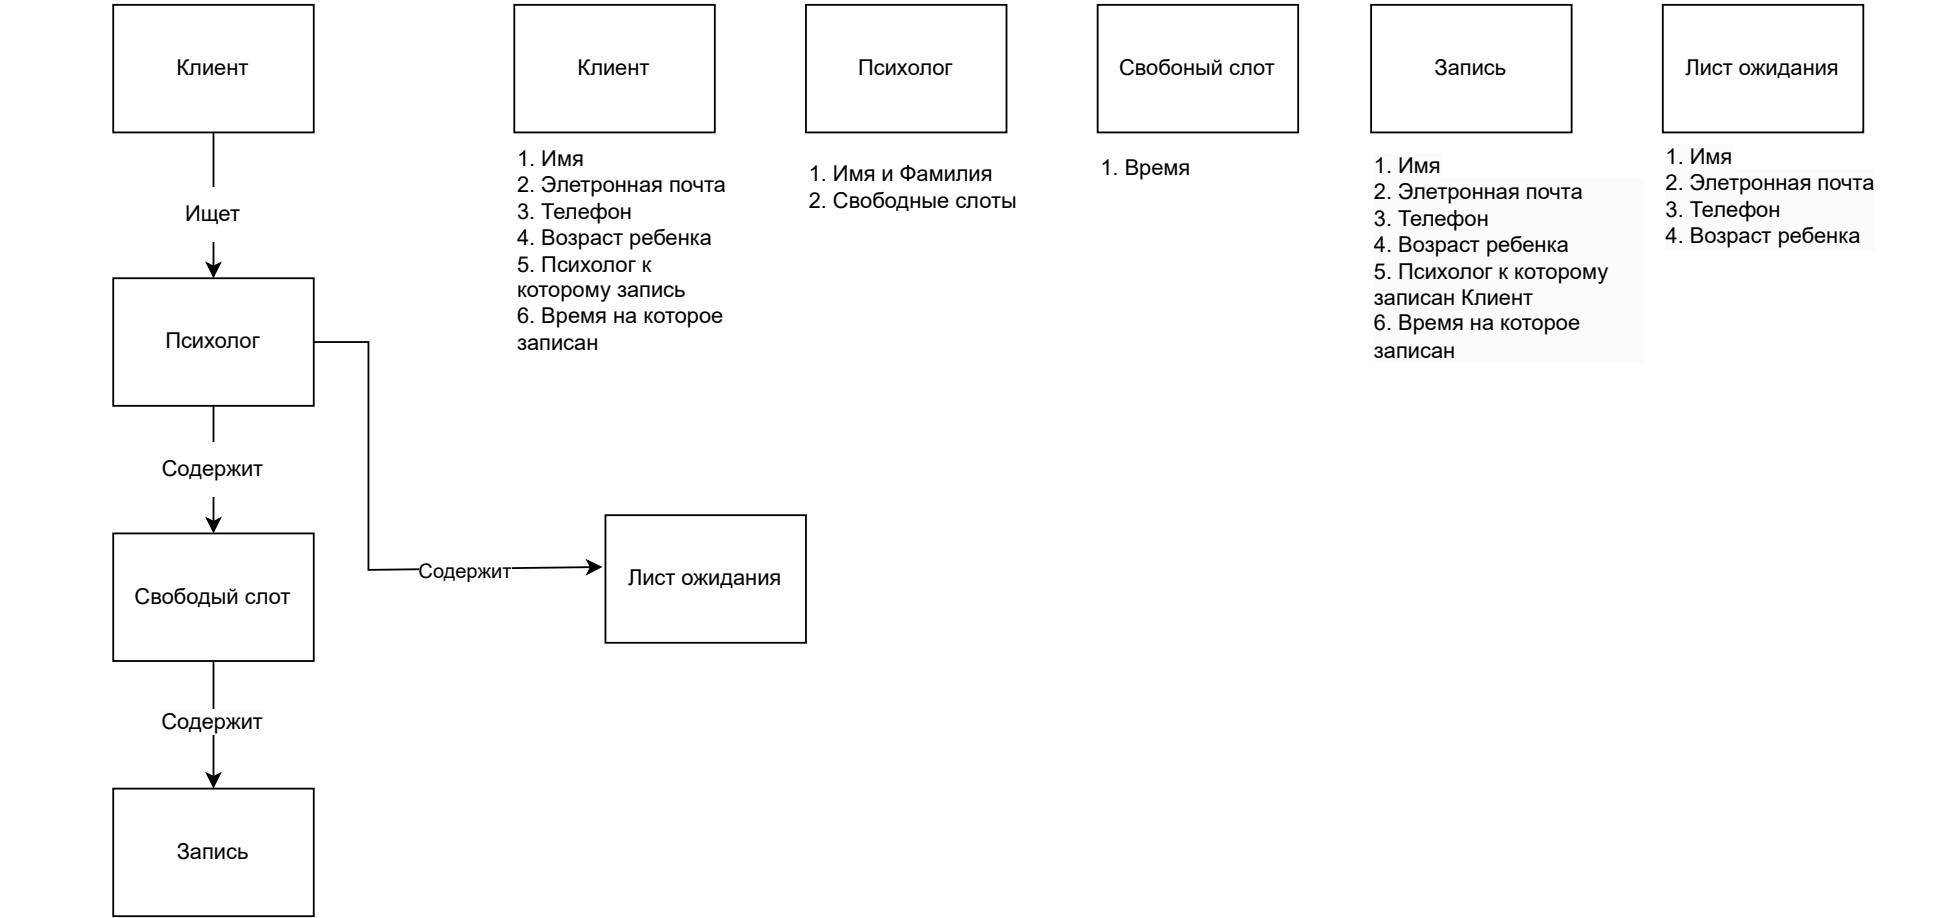 Клиент
Ищет
Психолог
Содержит
Свободый слот
Содержит
Запись
Содержит
Лист ожидания
Клиент
1. Имя
2. Элетронная почта
3. Телефон
4. Возраст ребенка
5. Психолог к
которому запись
6. Время на которое
записан
Психолог
1. Имя и Фамилия
2. Свободные слоты
Свобоный слот
1. Время
Запись
1. Имя
2. Элетронная почта
3. Телефон
4. Возраст ребенка
5. Психолог к которому
записан Клиент
6. Время на которое
записан
Лист ожидания
1. Имя
2. Элетронная почта
3. Телефон
4. Возраст ребенка